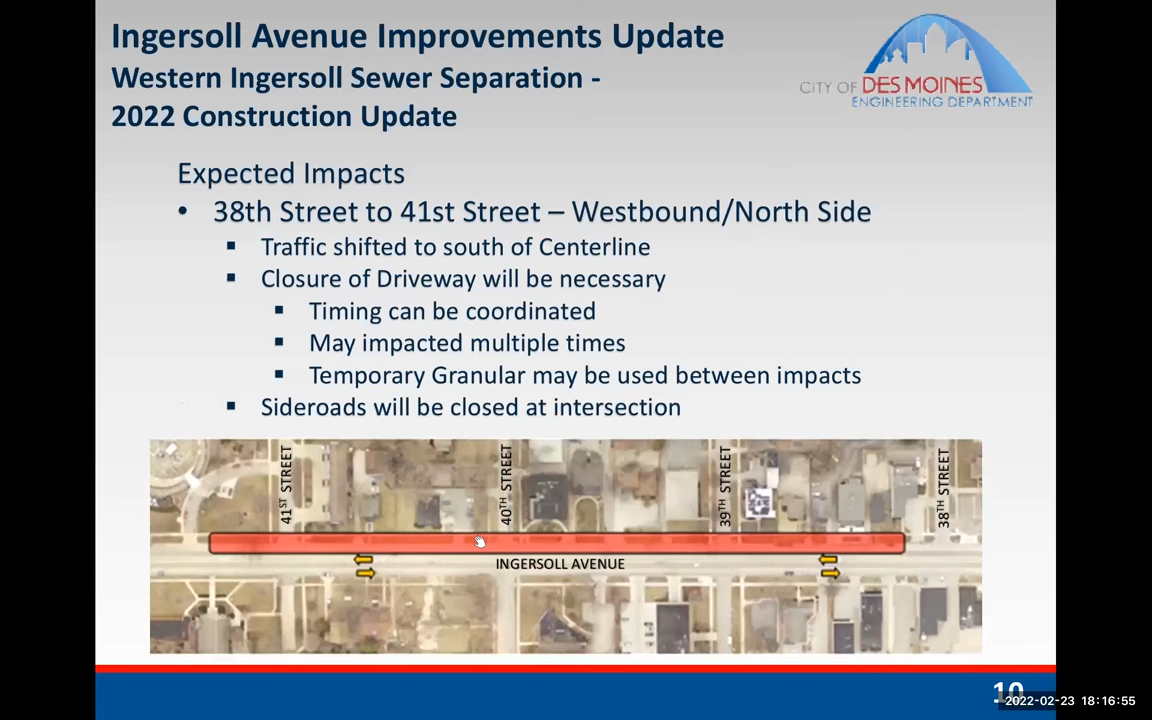 Ingersoll Avenue Improvements Update
Western Ingersoll Sewer Separation -
2022 Construction Update
CITY OF DES MOINES
ENGINEERING DEPARTMENT
Expected Impacts
• 38th Street to 41st Street – Westbound/North Side
▪ Traffic shifted to south of Centerline
▪ Closure of Driveway will be necessary
▪ Timing can be coordinated
▪ May impacted multiple times
▪ Temporary Granular may be used between impacts
▪ Sideroads will be closed at intersection
41ST STREET
40TH STREET
39TH STREET
38TH STREET
INGERSOLL AVENUE
10
2022-02-23 18:16:55